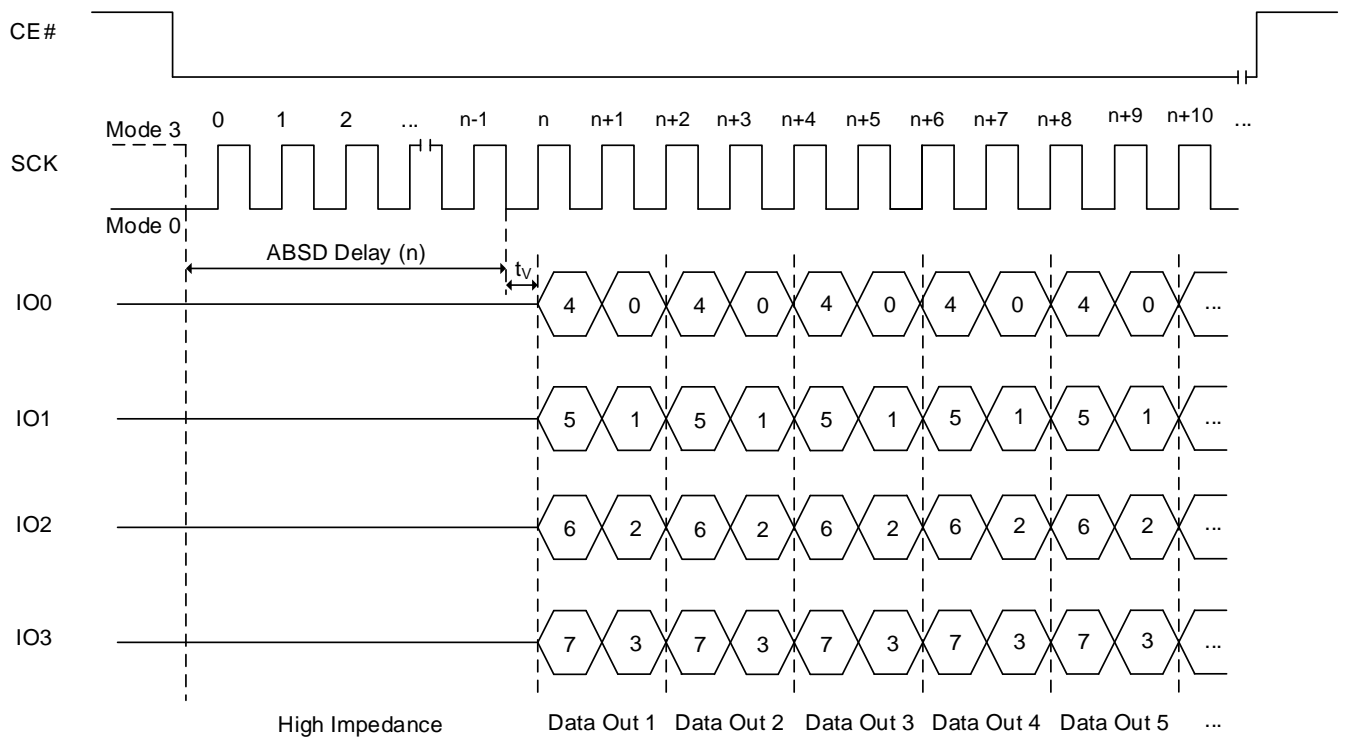 CE#
0 1 2 ... n-1 n n+1 n+2 n+3 n+4 n+5 n+6 n+7 n+8 n+9 n+10 ...
Mode 3
SCK
Mode 0
ABSD Delay (n)
tV
IO0 4 0 4 0 4 0 4 0 4 0 ...
IO1 5 1 5 1 5 1 5 1 5 1 ...
IO2 6 2 6 2 6 2 6 2 6 2 ...
IO3 7 3 7 3 7 3 7 3 7 3 ...
High Impedance Data Out 1 Data Out 2 Data Out 3 Data Out 4 Data Out 5 ...